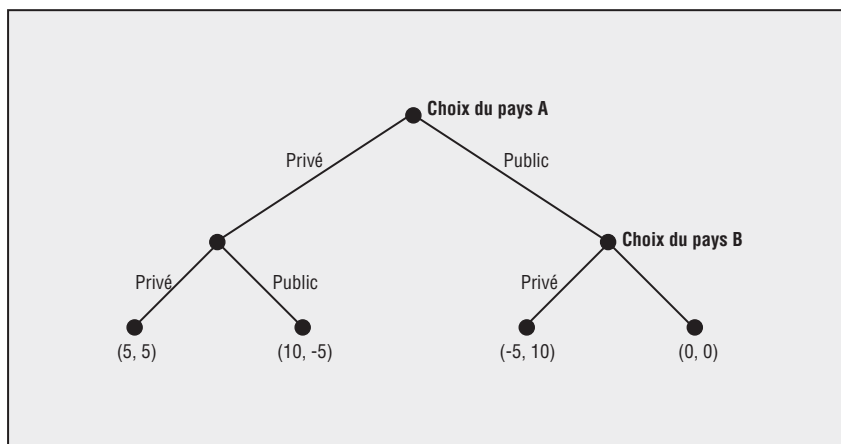 Choix du pays A
Privé
Public
Choix du pays B
Privé
Public
Privé
(5, 5)
(10, -5)
(-5, 10)
(0, 0)